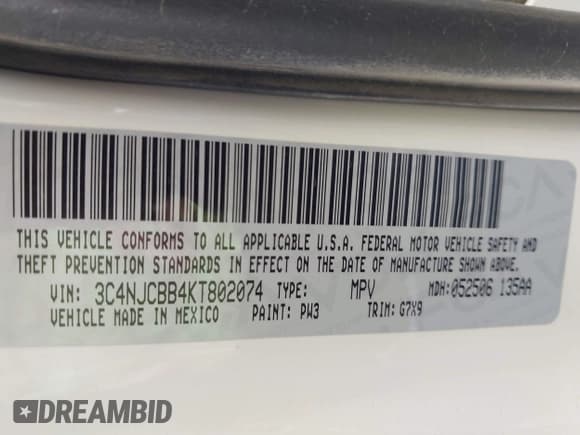 THIS VEHICLE CONFORMS TO ALL APPLICABLE U.S.A. FEDERAL MOTOR VEHICLE SAFETY AND
THEFT PREVENTION STANDARDS IN EFFECT ON THE DATE OF MANUFACTURE SHOWN ABOVE.
VIN: 3C4NJCBB4KT802074 TYPE: MPV MDH:052506 135AA
VEHICLE MADE IN MEXICO PAINT: PW3 TRIM: G7X9
DREAMBID